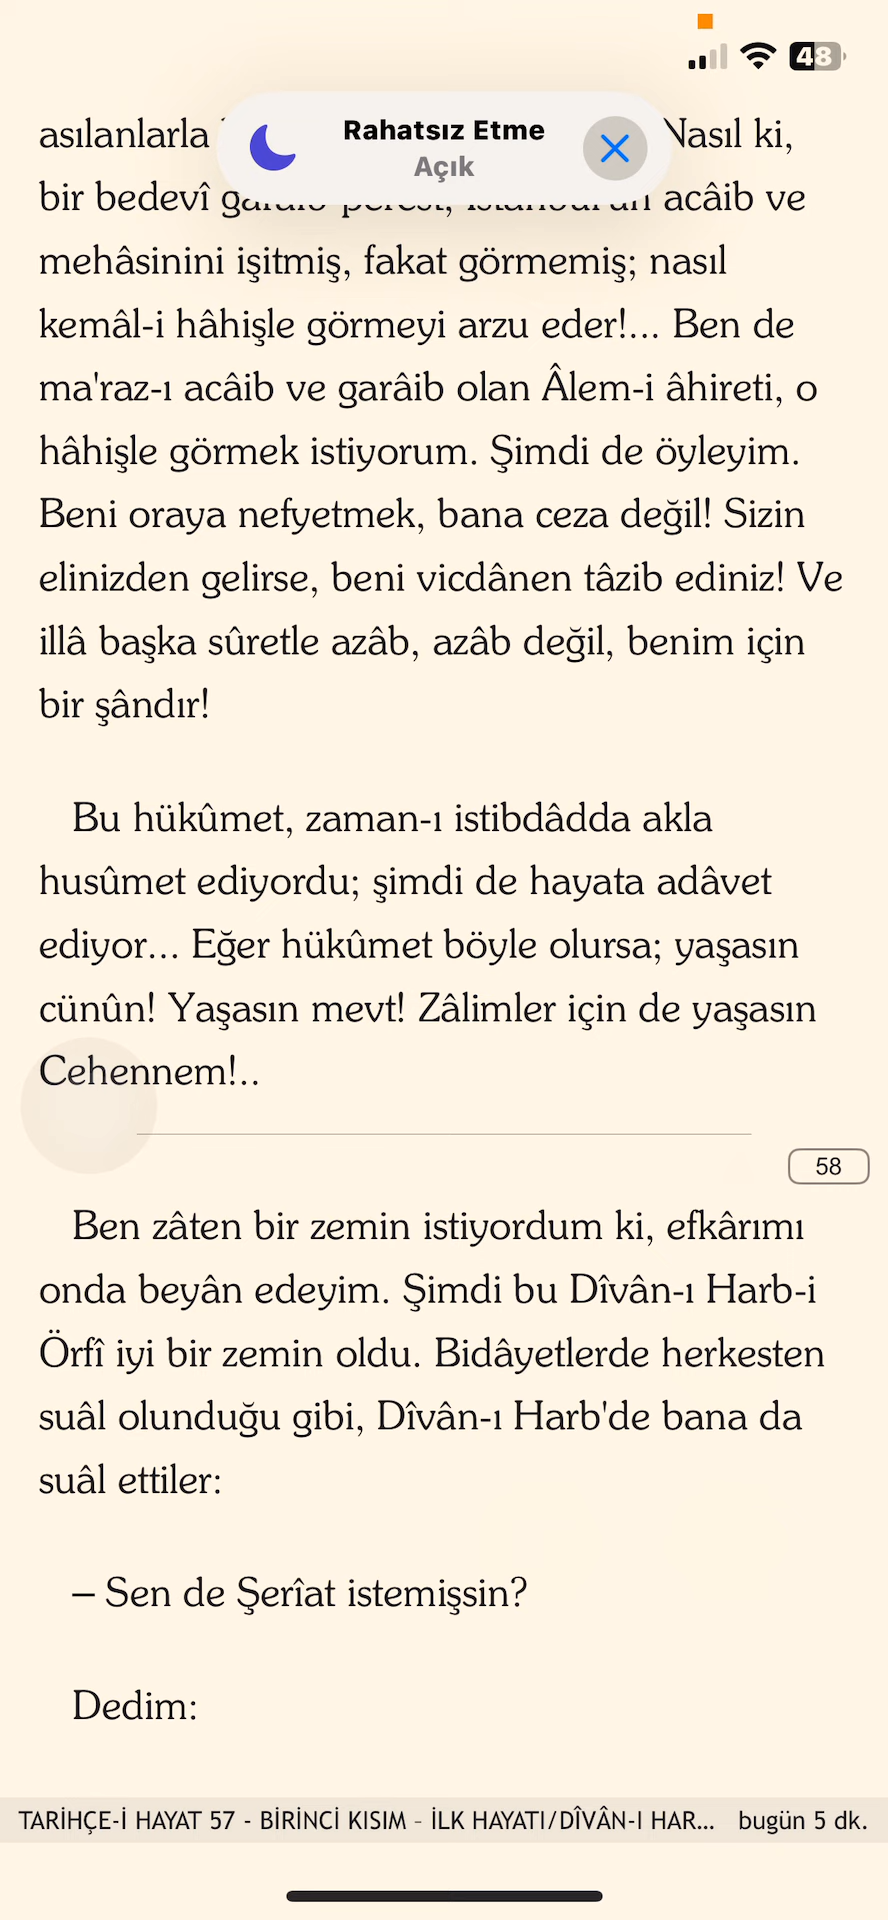 48
Rahatsız Etme
Açık
asılanlarla Nasıl ki,
bir bedevî acâib ve
mehâsinini işitmiş, fakat görmemiş; nasıl
kemâl-i hâhişle görmeyi arzu eder!... Ben de
ma'raz-ı acâib ve garâib olan Âlem-i âhireti, o
hâhişle görmek istiyorum. Şimdi de öyleyim.
Beni oraya nefyetmek, bana ceza değil! Sizin
elinizden gelirse, beni vicdânen tâzib ediniz! Ve
illâ başka sûretle azâb, azâb değil, benim için
bir şândır!
Bu hükûmet, zaman-ı istibdâdda akla
husûmet ediyordu; şimdi de hayata adâvet
ediyor... Eğer hükûmet böyle olursa; yaşasın
cünûn! Yaşasın mevt! Zâlimler için de yaşasın
Cehennem!..
58
Ben zâten bir zemin istiyordum ki, efkârımı
onda beyân edeyim. Şimdi bu Dîvân-ı Harb-i
Örfî iyi bir zemin oldu. Bidâyetlerde herkesten
suâl olunduğu gibi, Dîvân-ı Harb'de bana da
suâl ettiler:
– Sen de Şerîat istemişsin?
Dedim:
TARİHÇE-İ HAYAT 57 - BİRİNCİ KISIM - İLK HAYATI/DÎVÂN-I HAR... bugün 5 dk.